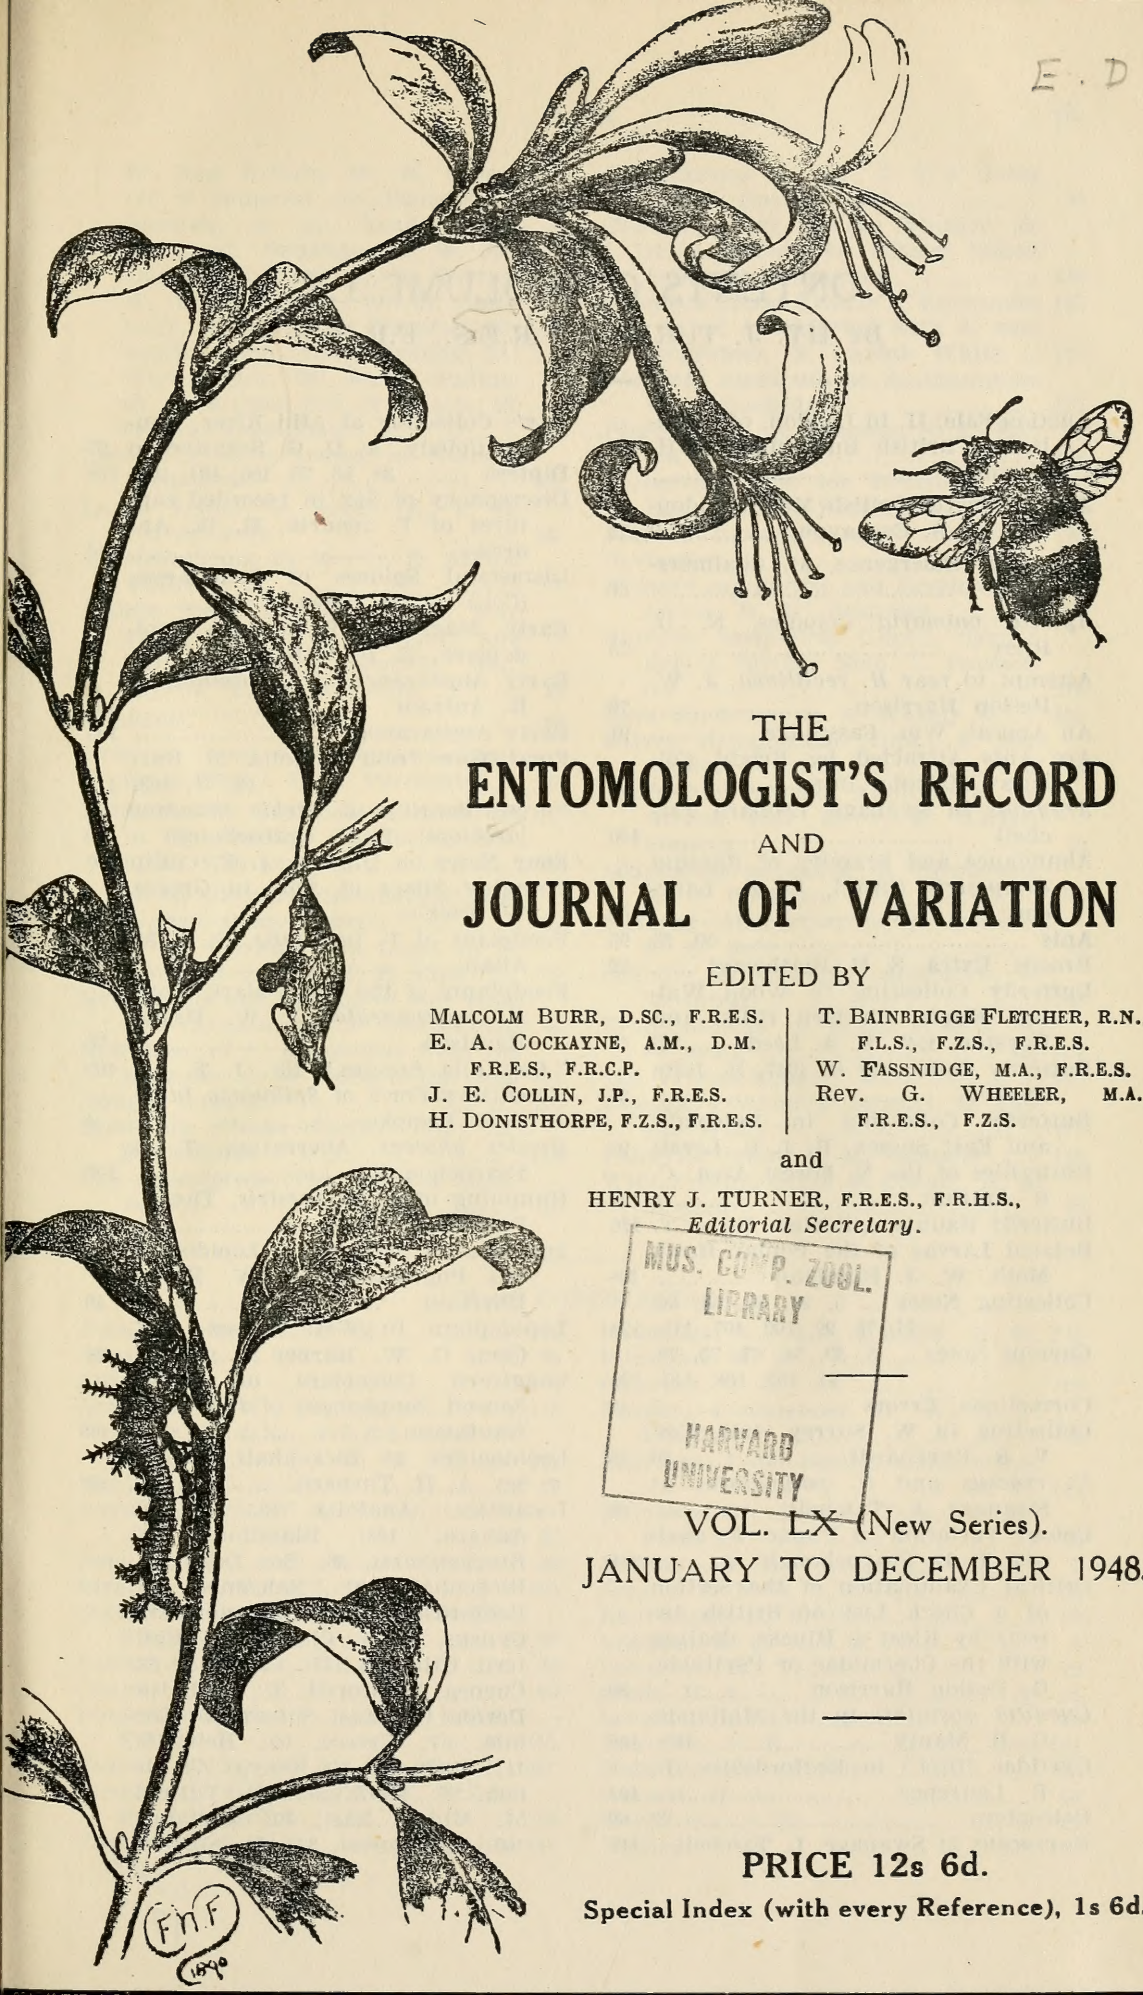 E. D
THE
ENTOMOLOGIST'S RECORD
AND
JOURNAL OF VARIATION
EDITED BY
MALCOLM BURR, D.SC., F.R.E.S.
E. A. COCKAYNE, A.M., D.M.
F.R.E.S., F.R.C.P.
J. E. COLLIN, J.P., F.R.E.S.
H. DONISTHORPE, F.Z.S., F.R.E.S.
T. BAINBRIGGE FLETCHER, R.N.
F.L.S., F.Z.S., F.R.E.S.
W. FASSNIDGE, M.A., F.R.E.S.
Rev. G. WHEELER, M.A.
F.R.E.S., F.Z.S.
and
HENRY J. TURNER, F.R.E.S., F.R.H.S.,
Editorial Secretary.
MUS. COMP. ZOOL.
LIBRARY
HARVARD
UNIVERSITY
VOL. LX (New Series).
JANUARY TO DECEMBER 1948.
PRICE 12s 6d.
Special Index (with every Reference), 1s 6d.
FnF
1890